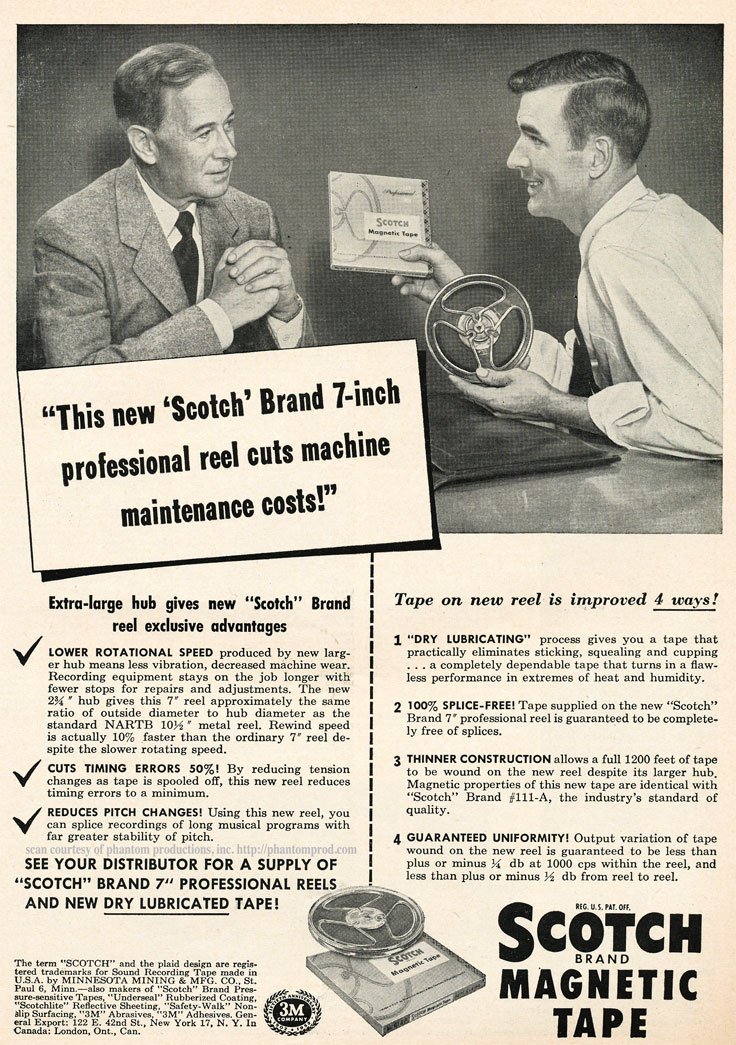 Professional
SCOTCH
Magnetic Tape
“This new ‘Scotch’ Brand 7-inch
professional reel cuts machine
maintenance costs!”
Extra-large hub gives new “Scotch” Brand
reel exclusive advantages
LOWER ROTATIONAL SPEED produced by new larg-
er hub means less vibration, decreased machine wear.
Recording equipment stays on the job longer with
fewer stops for repairs and adjustments. The new
2¾″ hub gives this 7″ reel approximately the same
ratio of outside diameter to hub diameter as the
standard NARTB 10½″ metal reel. Rewind speed
is actually 10% faster than the ordinary 7″ reel de-
spite the slower rotating speed.
CUTS TIMING ERRORS 50%! By reducing tension
changes as tape is spooled off, this new reel reduces
timing errors to a minimum.
REDUCES PITCH CHANGES! Using this new reel, you
can splice recordings of long musical programs with
far greater stability of pitch.
scan courtesy of phantom productions, inc. http://phantomprod.com
SEE YOUR DISTRIBUTOR FOR A SUPPLY OF
“SCOTCH” BRAND 7″ PROFESSIONAL REELS
AND NEW DRY LUBRICATED TAPE!
Tape on new reel is improved 4 ways!
1 “DRY LUBRICATING” process gives you a tape that
practically eliminates sticking, squealing and cupping
. . . a completely dependable tape that turns in a flaw-
less performance in extremes of heat and humidity.
2 100% SPLICE-FREE! Tape supplied on the new “Scotch”
Brand 7″ professional reel is guaranteed to be complete-
ly free of splices.
3 THINNER CONSTRUCTION allows a full 1200 feet of tape
to be wound on the new reel despite its larger hub.
Magnetic properties of this new tape are identical with
“Scotch” Brand #111-A, the industry’s standard of
quality.
4 GUARANTEED UNIFORMITY! Output variation of tape
wound on the new reel is guaranteed to be less than
plus or minus ¼ db at 1000 cps within the reel, and
less than plus or minus ½ db from reel to reel.
The term “SCOTCH” and the plaid design are regis-
tered trademarks for Sound Recording Tape made in
U.S.A. by MINNESOTA MINING & MFG. CO., St.
Paul 6, Minn.—also makers of “Scotch” Brand Pres-
sure-sensitive Tapes, “Underseal” Rubberized Coating,
“Scotchlite” Reflective Sheeting, “Safety-Walk” Non-
slip Surfacing, “3M” Abrasives, “3M” Adhesives. Gen-
eral Export: 122 E. 42nd St., New York 17, N. Y. In
Canada: London, Ont., Can.
3M
COMPANY
SCOTCH
Magnetic Tape
REG. U.S. PAT. OFF.
SCOTCH
BRAND
MAGNETIC
TAPE